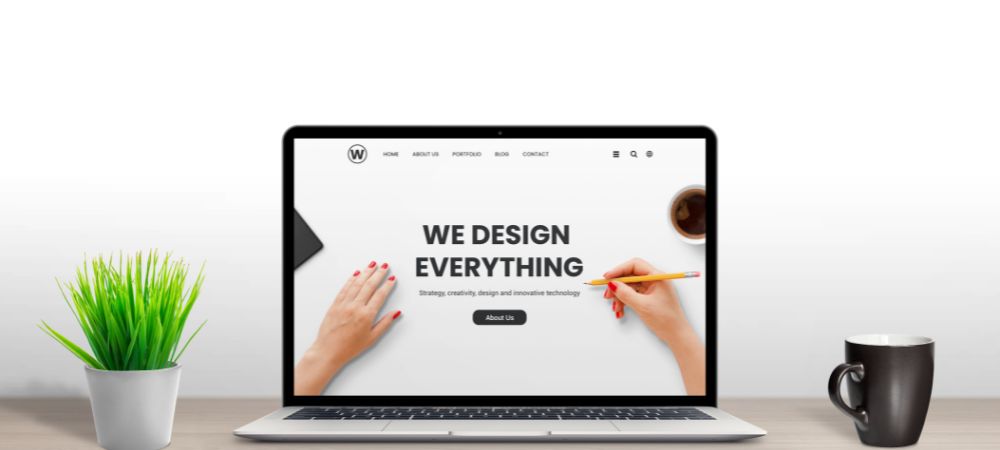 W
HOME ABOUT US PORTFOLIO BLOG CONTACT
WE DESIGN
EVERYTHING
Strategy, creativity, design and innovative technology
About Us